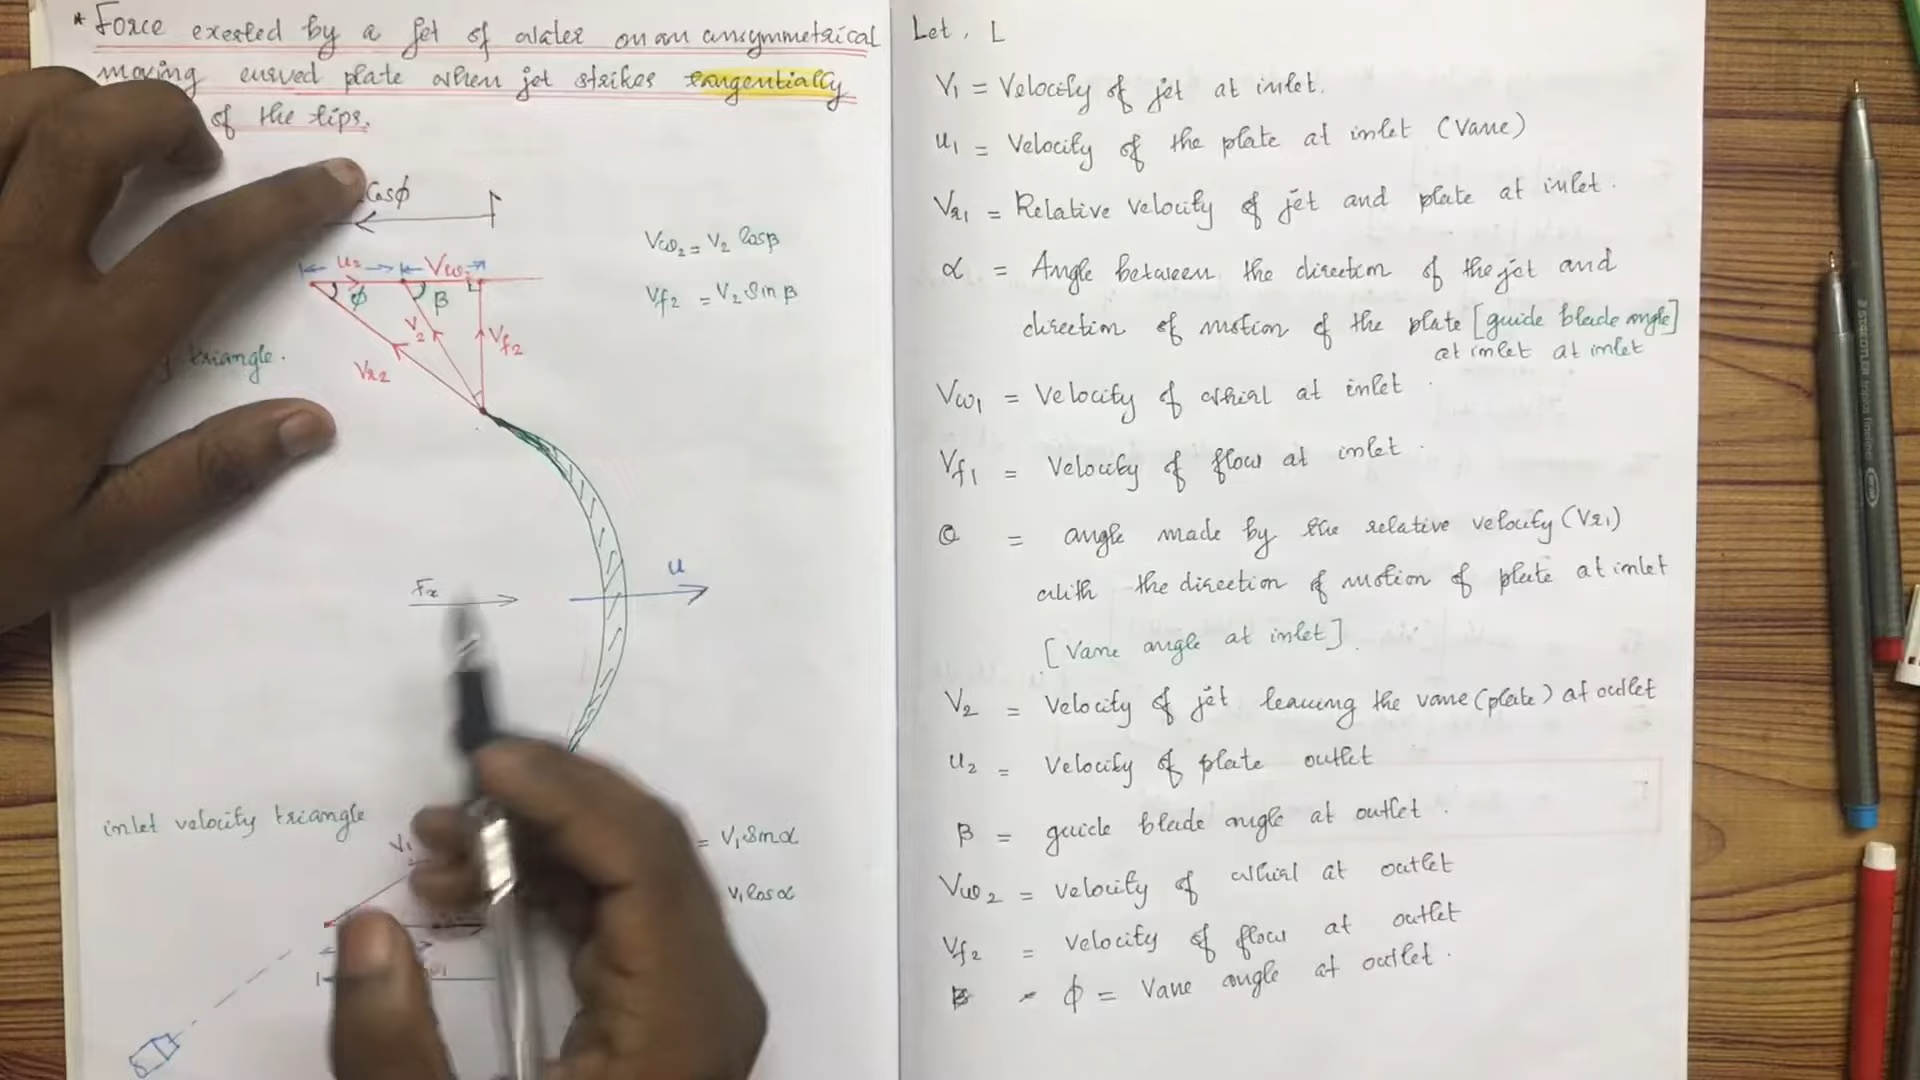 * Force exerted by a jet of water on an unsymmetrical
moving curved plate when jet strikes tangentially
of the tips.
Cosφ
u2
Vw2
φ
β
V2
Vf2
Vr2
Vw2 = V2 Cosβ
Vf2 = V2 Sinβ
triangle.
Fx
u
inlet velocity triangle
V1
= V1 Sinα
V1 Cosα
Let, L
V1 = Velocity of jet at inlet.
u1 = Velocity of the plate at inlet (Vane)
Vr1 = Relative velocity of jet and plate at inlet.
α = Angle between the direction of the jet and
direction of motion of the plate [guide blade angle]
at inlet at inlet
Vw1 = Velocity of whirl at inlet
Vf1 = Velocity of flow at inlet
θ = angle made by the relative velocity (Vr1)
with the direction of motion of plate at inlet
[Vane angle at inlet].
V2 = Velocity of jet leaving the vane (plate) at outlet
u2 = Velocity of plate outlet
β = guide blade angle at outlet.
Vw2 = Velocity of whirl at outlet
Vf2 = Velocity of flow at outlet
φ = Vane angle at outlet.